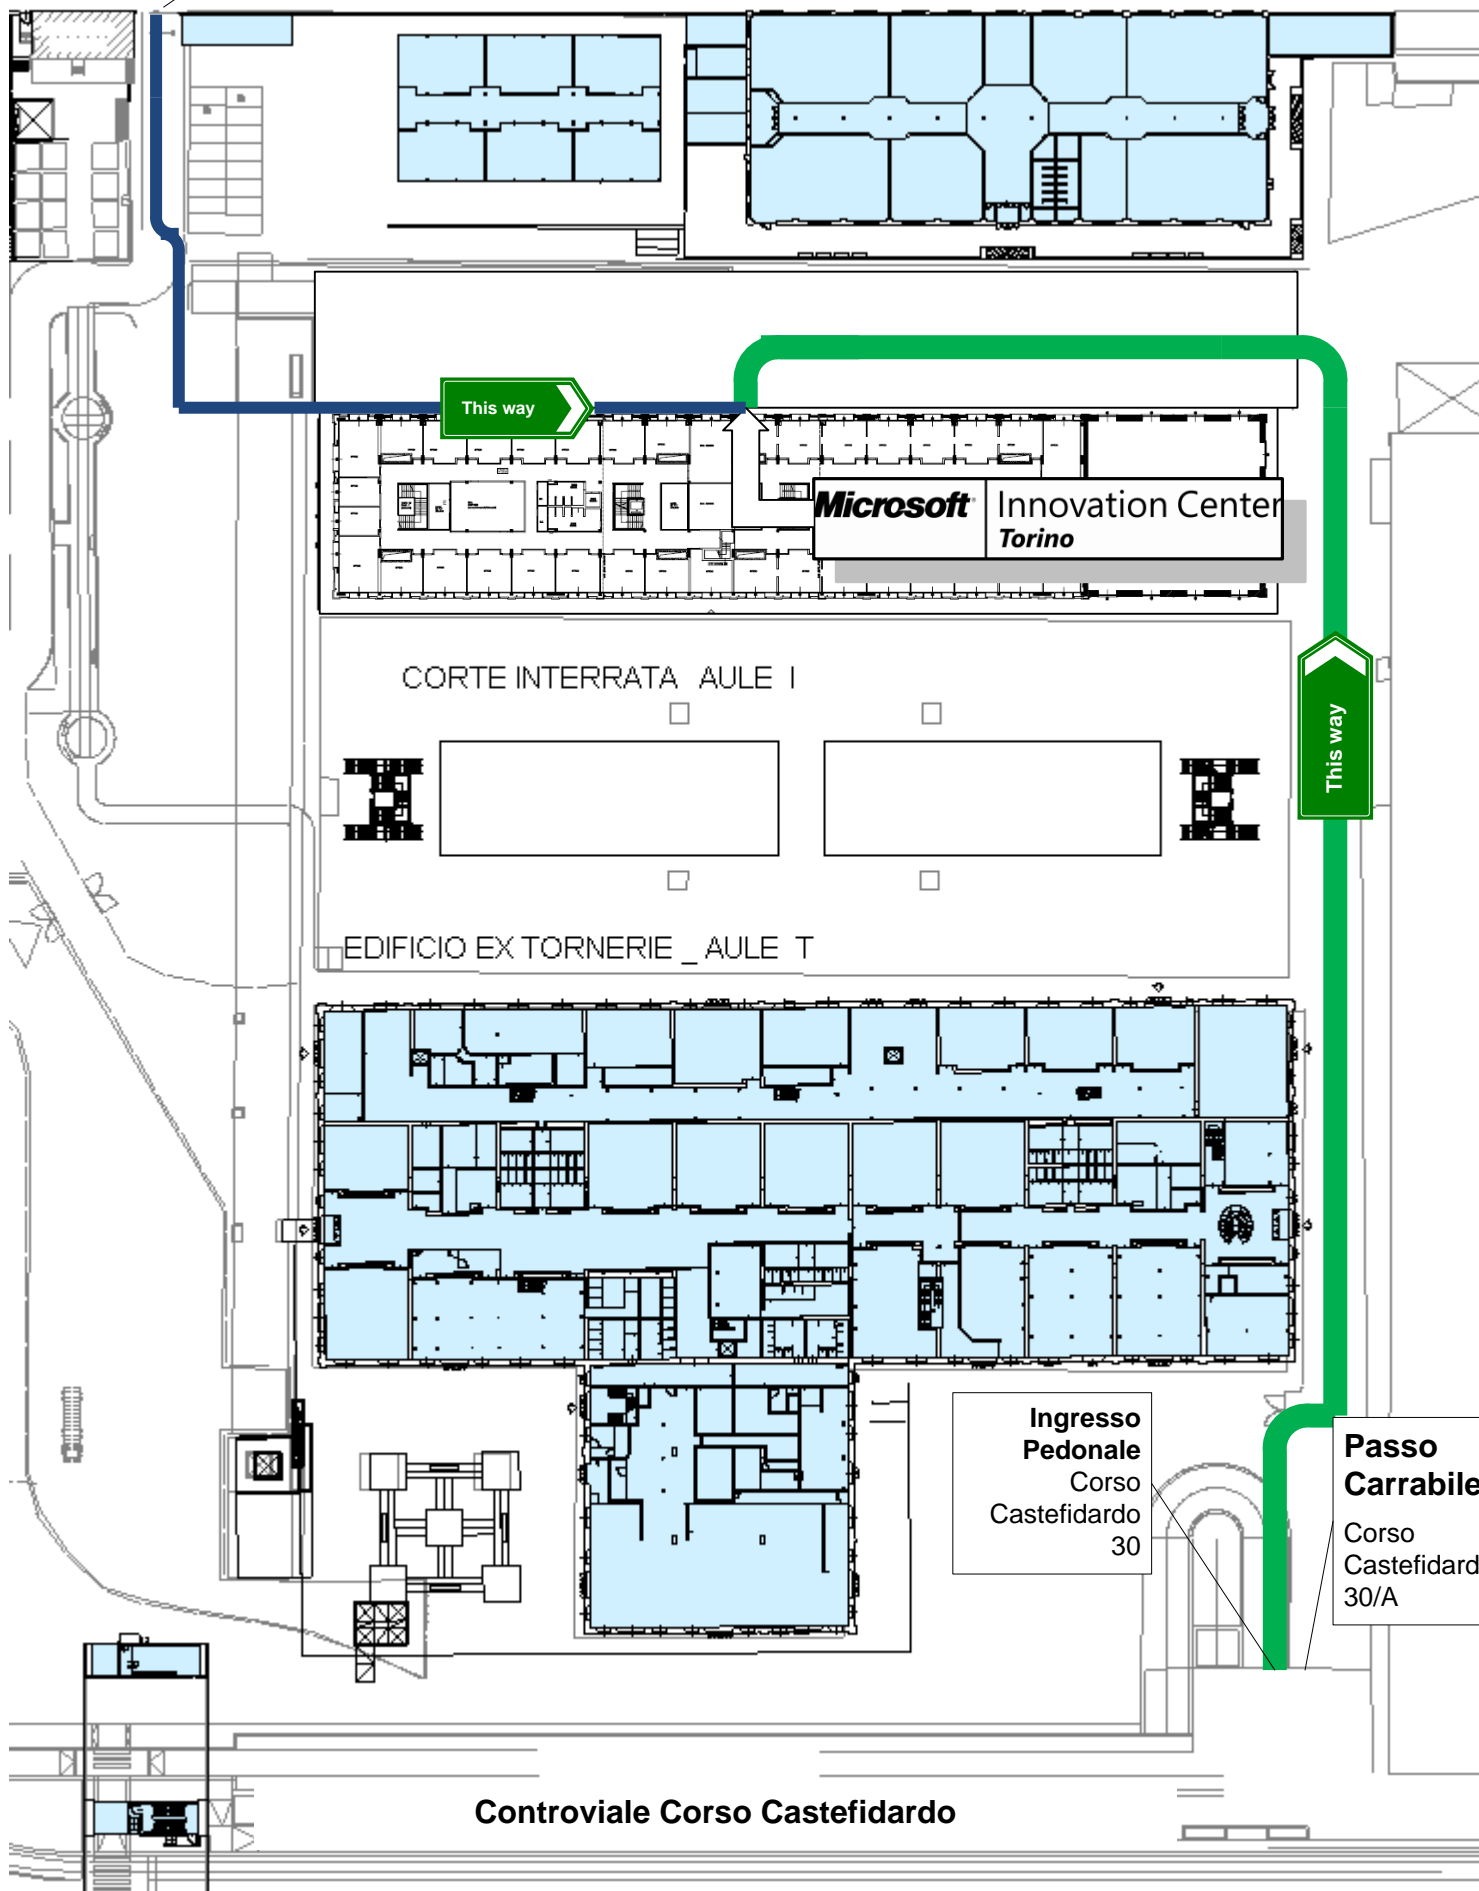 This way
Microsoft Innovation Center
Torino
CORTE INTERRATA AULE I
This way
EDIFICIO EX TORNERIE _ AULE T
Ingresso
Pedonale
Corso
Castefidardo
30
Passo
Carrabile
Corso
Castefidard
30/A
Controviale Corso Castefidardo